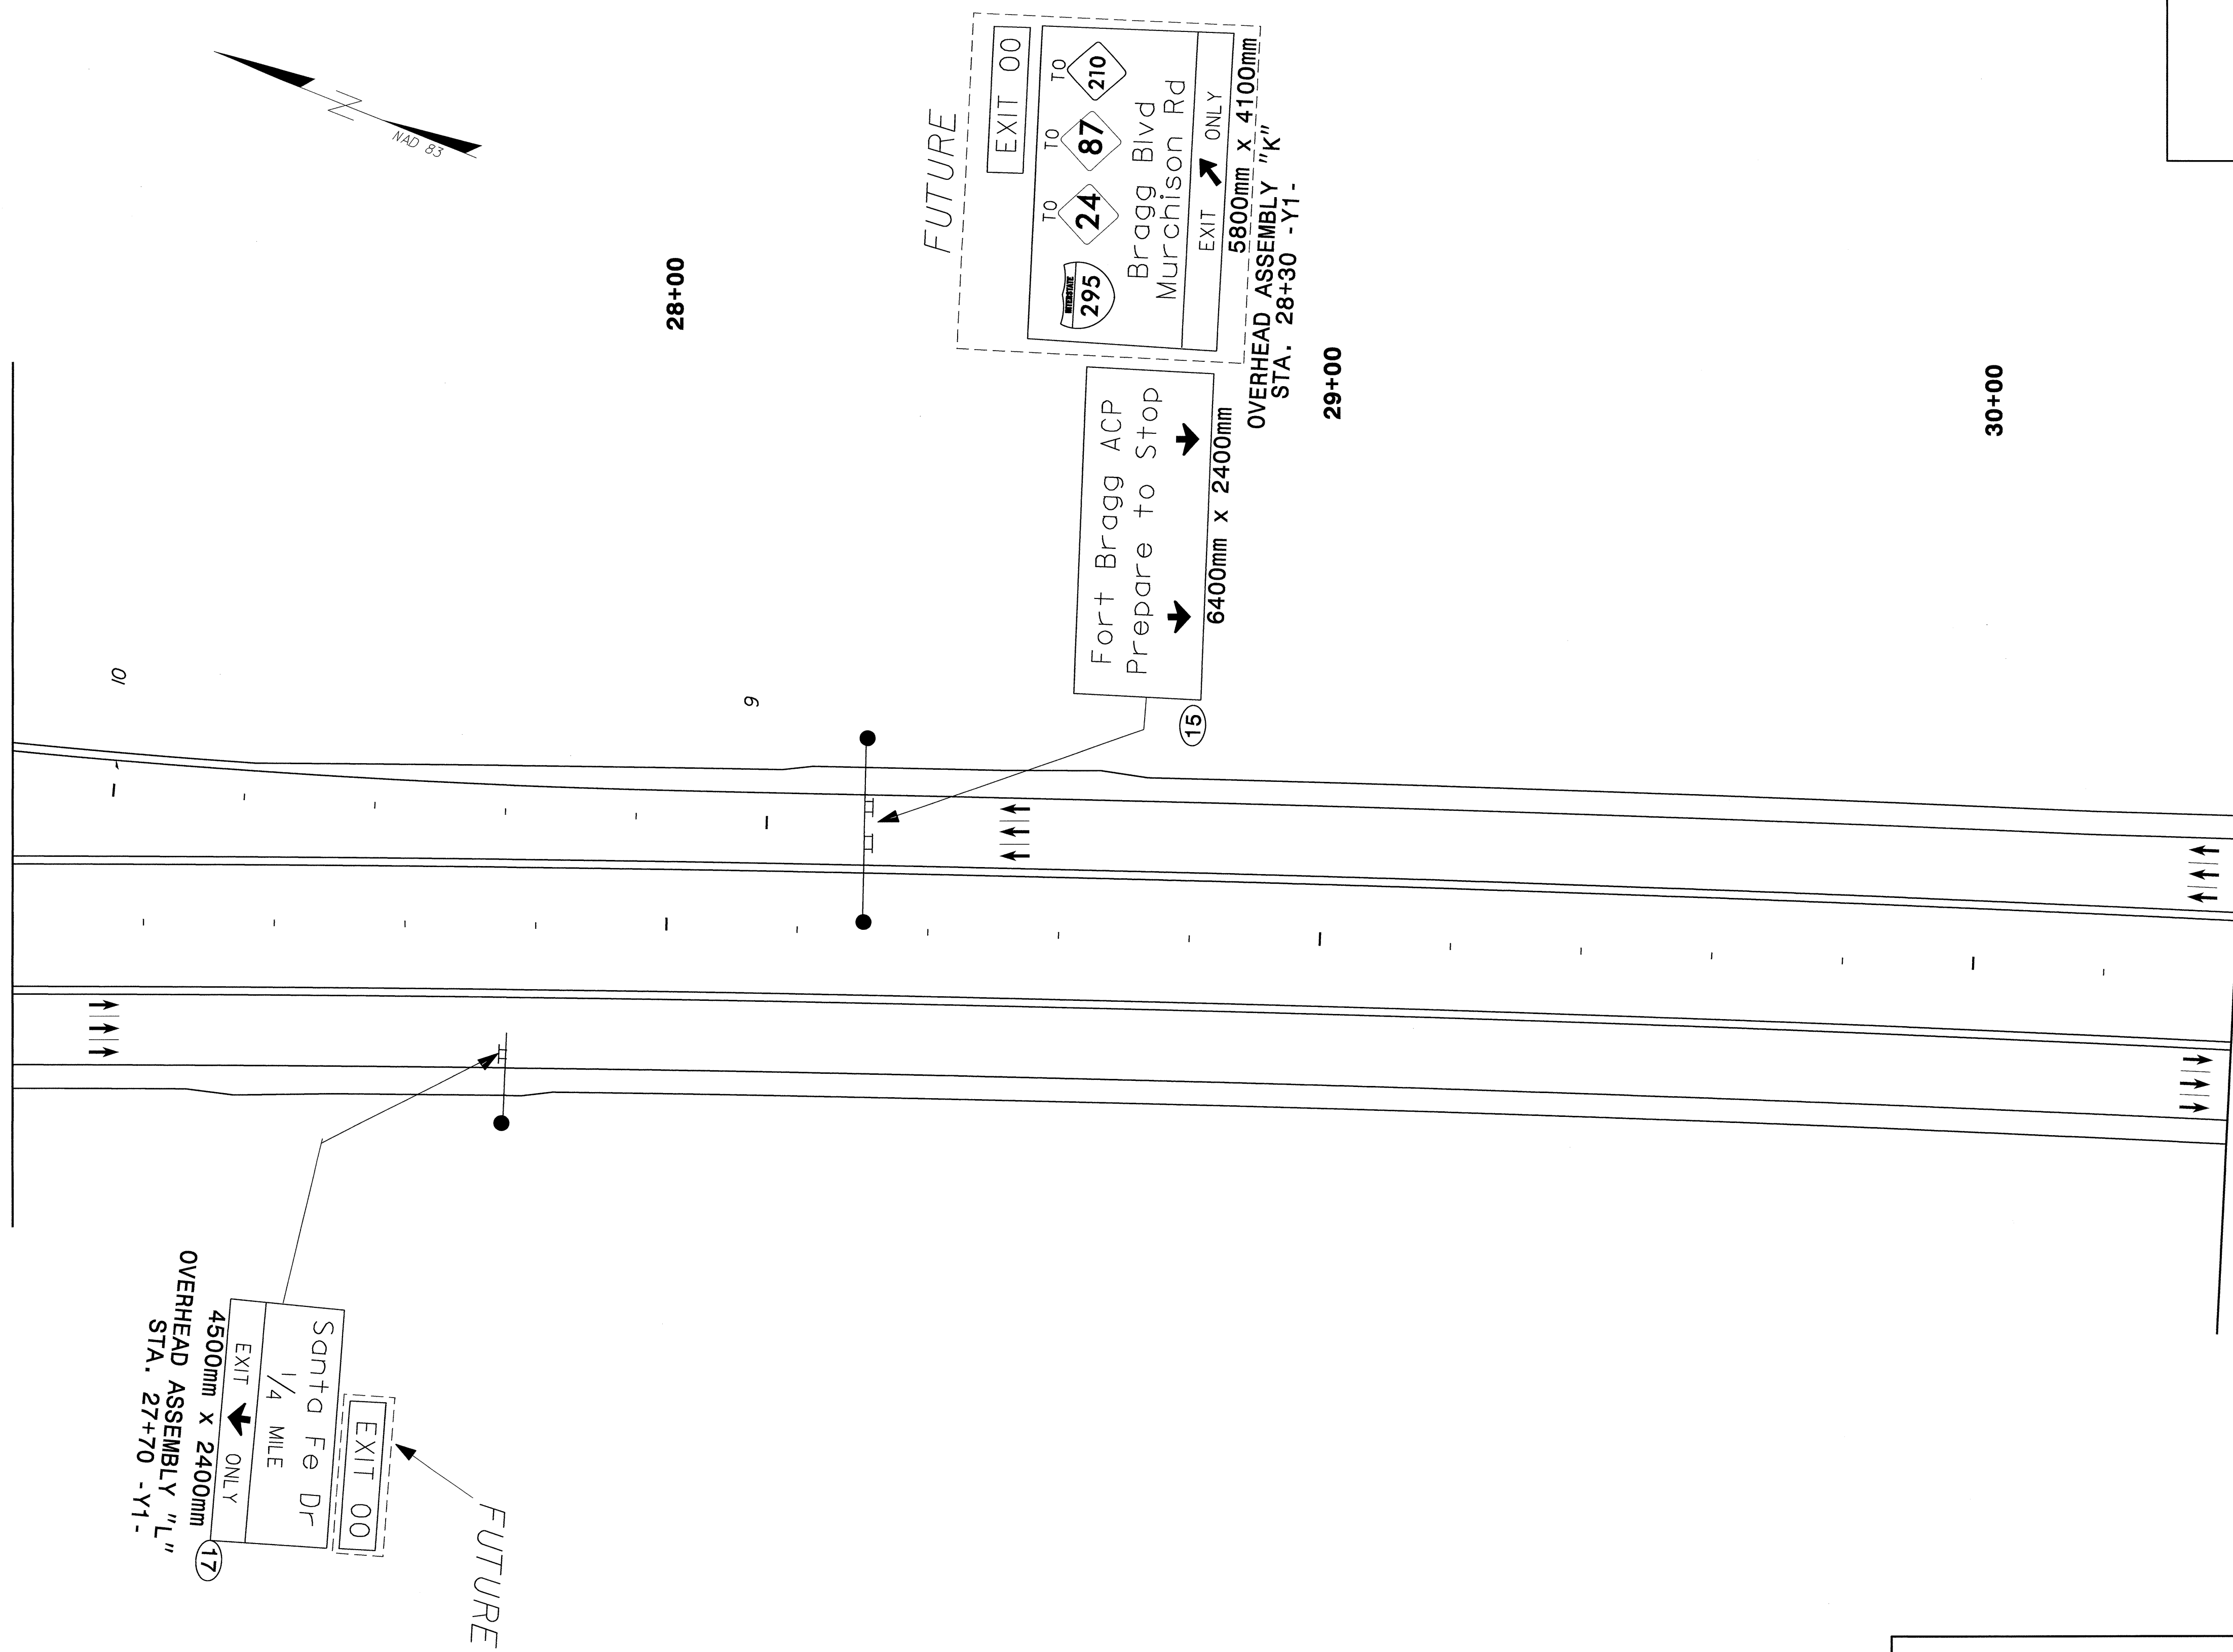 NAD 83
FUTURE
EXIT 00
TO TO TO
INTERSTATE 295 24 87 210
Bragg Blvd
Murchison Rd
EXIT ONLY
5800mm x 4100mm
OVERHEAD ASSEMBLY "K"
STA. 28+30 -Y1-
28+00
29+00
30+00
Fort Bragg ACP
Prepare to Stop
6400mm x 2400mm
15
10
9
EXIT 00
FUTURE
Santa Fe Dr
1/4 MILE
EXIT ONLY
17
4500mm x 2400mm
OVERHEAD ASSEMBLY "L"
STA. 27+70 -Y1-